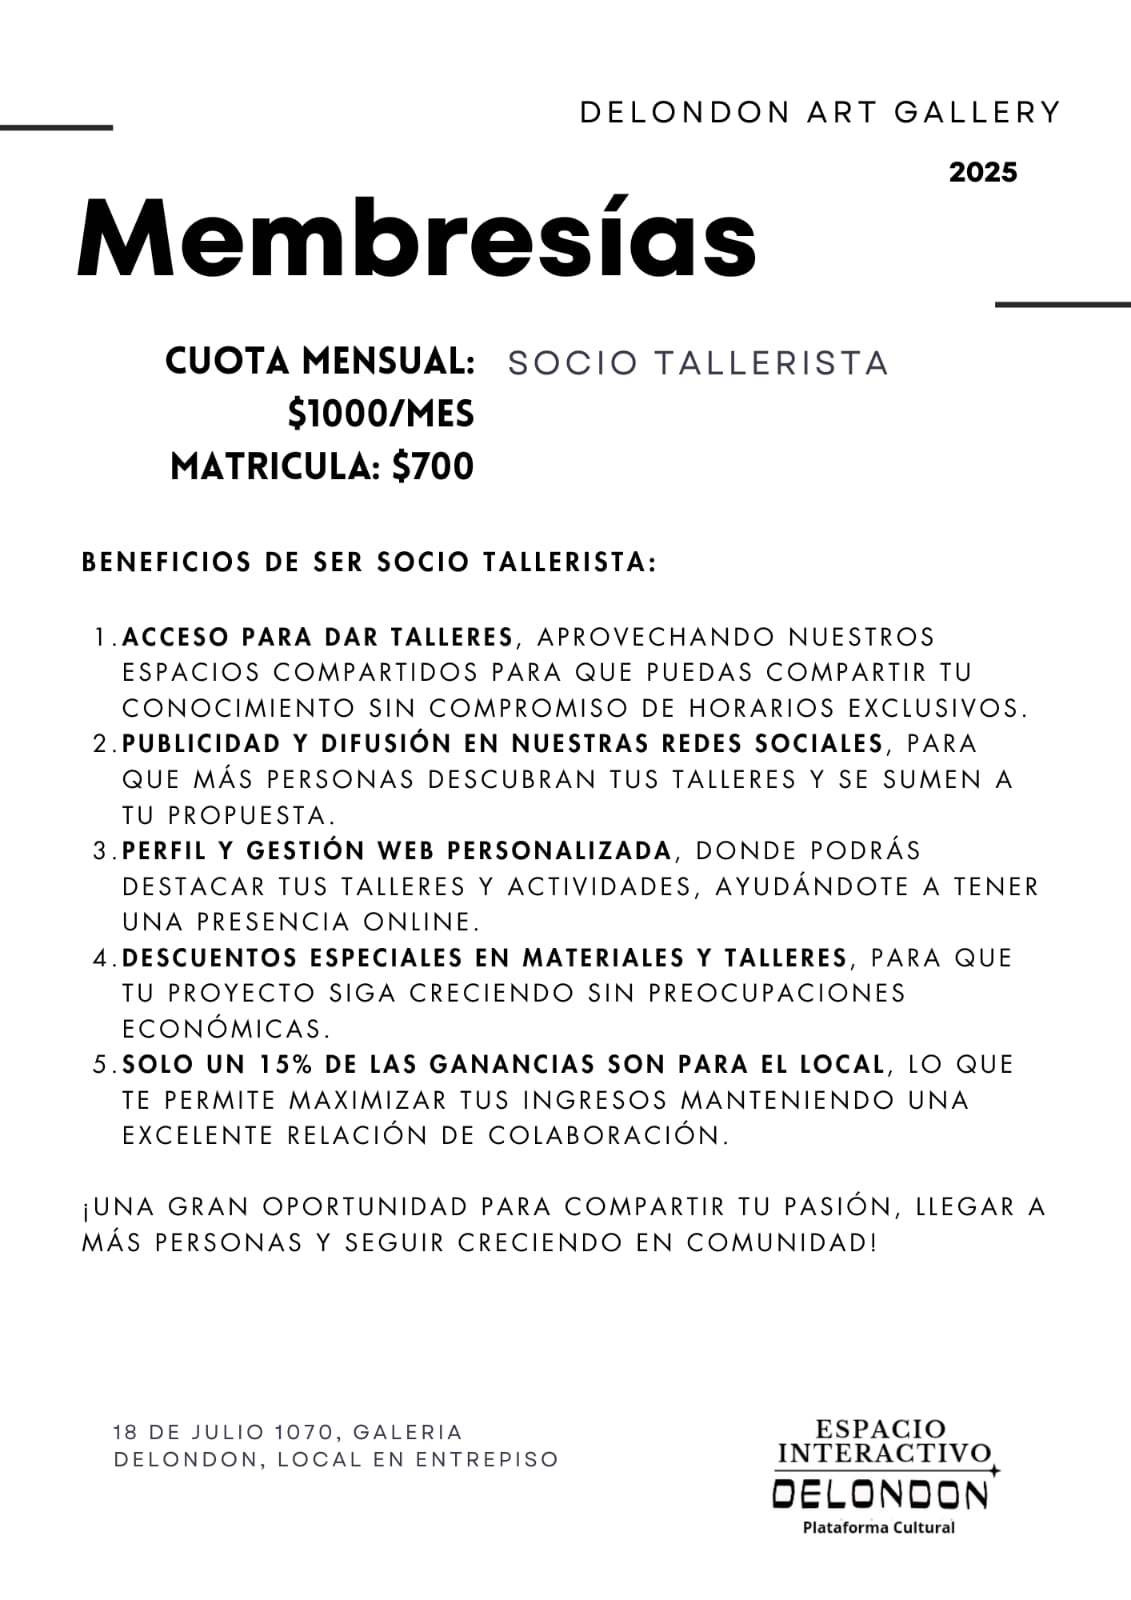 DELONDON ART GALLERY
2025
Membresías
CUOTA MENSUAL:
$1000/MES
MATRICULA: $700
SOCIO TALLERISTA
BENEFICIOS DE SER SOCIO TALLERISTA:
1. ACCESO PARA DAR TALLERES, APROVECHANDO NUESTROS
ESPACIOS COMPARTIDOS PARA QUE PUEDAS COMPARTIR TU
CONOCIMIENTO SIN COMPROMISO DE HORARIOS EXCLUSIVOS.
2. PUBLICIDAD Y DIFUSIÓN EN NUESTRAS REDES SOCIALES, PARA
QUE MÁS PERSONAS DESCUBRAN TUS TALLERES Y SE SUMEN A
TU PROPUESTA.
3. PERFIL Y GESTIÓN WEB PERSONALIZADA, DONDE PODRÁS
DESTACAR TUS TALLERES Y ACTIVIDADES, AYUDÁNDOTE A TENER
UNA PRESENCIA ONLINE.
4. DESCUENTOS ESPECIALES EN MATERIALES Y TALLERES, PARA QUE
TU PROYECTO SIGA CRECIENDO SIN PREOCUPACIONES
ECONÓMICAS.
5. SOLO UN 15% DE LAS GANANCIAS SON PARA EL LOCAL, LO QUE
TE PERMITE MAXIMIZAR TUS INGRESOS MANTENIENDO UNA
EXCELENTE RELACIÓN DE COLABORACIÓN.
¡UNA GRAN OPORTUNIDAD PARA COMPARTIR TU PASIÓN, LLEGAR A
MÁS PERSONAS Y SEGUIR CRECIENDO EN COMUNIDAD!
18 DE JULIO 1070, GALERIA
DELONDON, LOCAL EN ENTREPISO
ESPACIO
INTERACTIVO
DELONDON
Plataforma Cultural